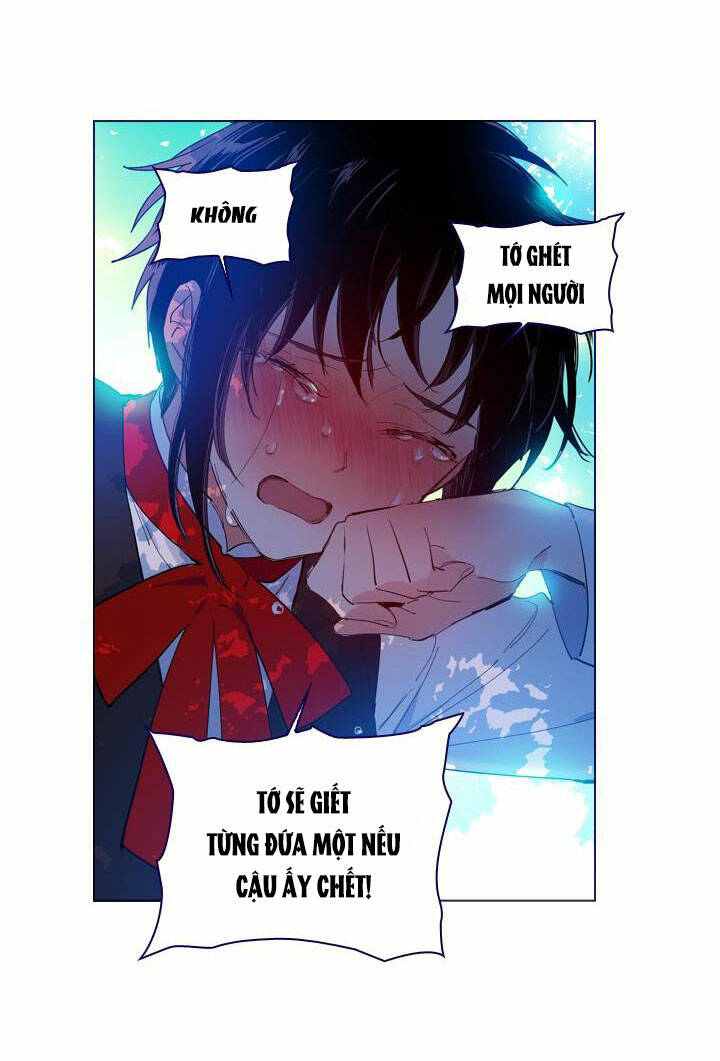 KHÔNG
TỚ GHÉT
MỌI NGƯỜI
TỚ SẼ GIẾT
TỪNG ĐỨA MỘT NẾU
CẬU ẤY CHẾT!